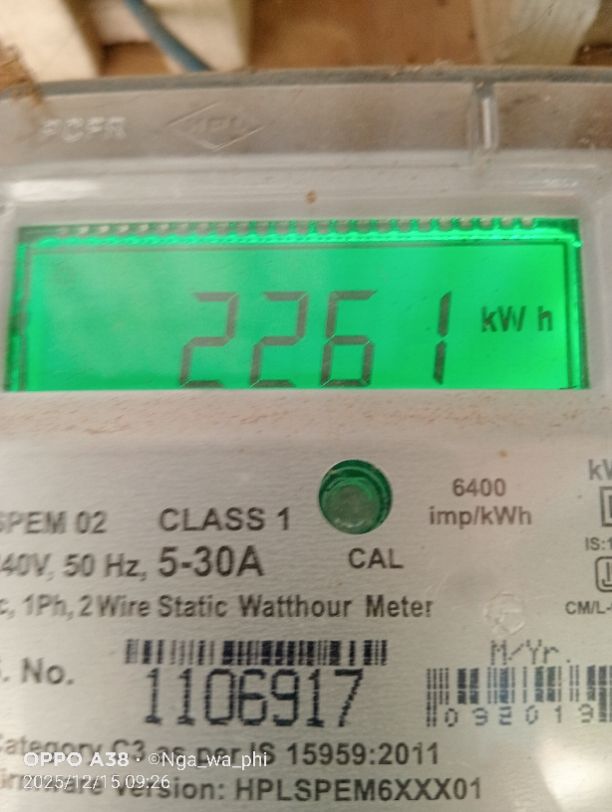 HPL
2261 kWh
6400
imp/kWh
SPEM 02 CLASS 1
40V, 50 Hz, 5-30A
CAL
1Ph, 2 Wire Static Watthour Meter
CM/L-
No.
1106917
M/Yr.
092019
C3 as per IS 15959:2011
Version: HPLSPEM6XXX01
OPPO A38 · ©Nga_wa_phi
2025/12/15 09:26